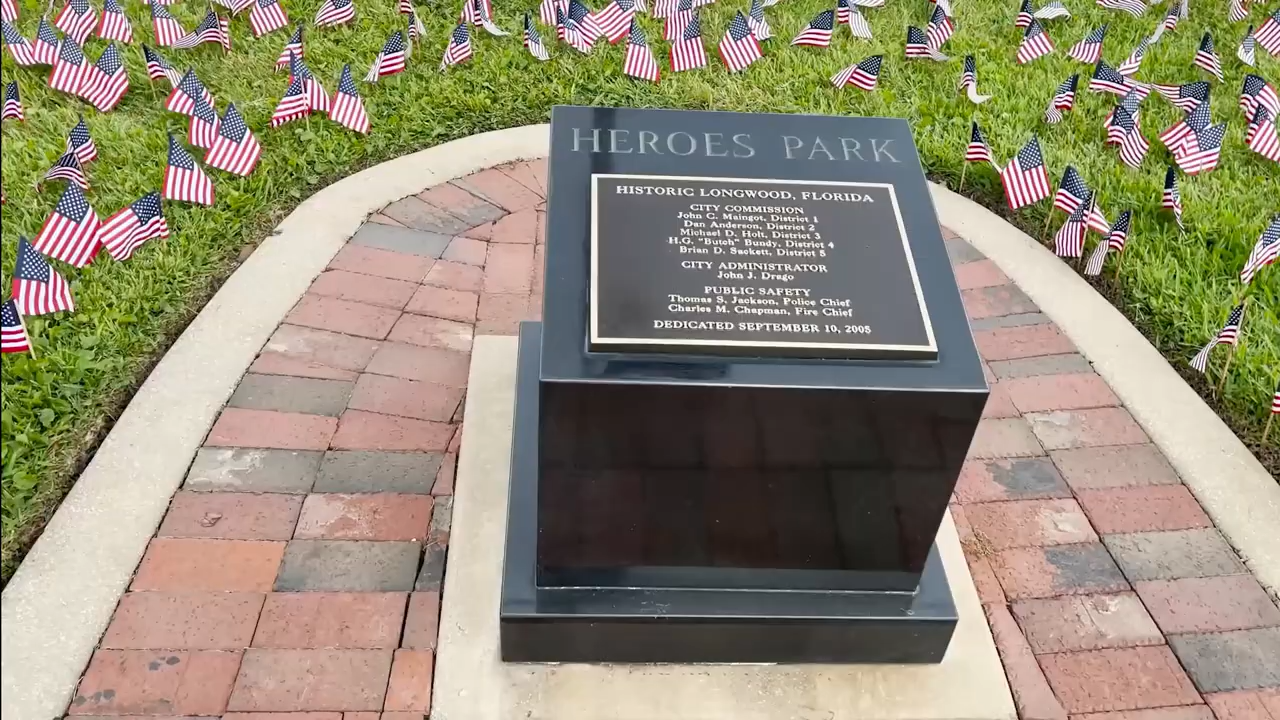 HEROES PARK
HISTORIC LONGWOOD, FLORIDA
CITY COMMISSION
John C. Maingot, District 1
Dan Anderson, District 2
Michael D. Holt, District 3
H.G. "Butch" Bundy, District 4
Brian D. Sackett, District 5
CITY ADMINISTRATOR
John J. Drago
PUBLIC SAFETY
Thomas S. Jackson, Police Chief
Charles M. Chapman, Fire Chief
DEDICATED SEPTEMBER 10, 2005